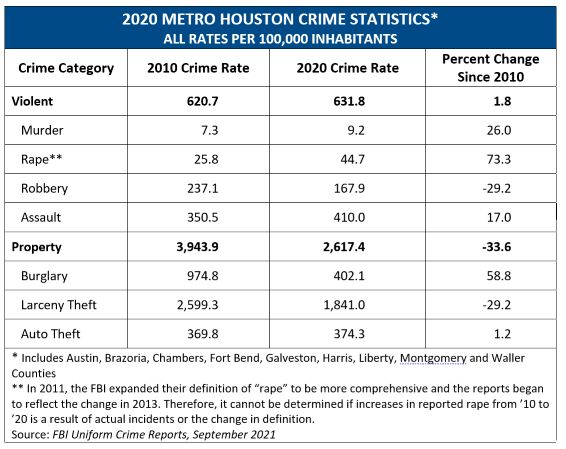 2020 METRO HOUSTON CRIME STATISTICS*
ALL RATES PER 100,000 INHABITANTS
Crime Category 2010 Crime Rate 2020 Crime Rate Percent Change Since 2010
Violent 620.7 631.8 1.8
Murder 7.3 9.2 26.0
Rape** 25.8 44.7 73.3
Robbery 237.1 167.9 -29.2
Assault 350.5 410.0 17.0
Property 3,943.9 2,617.4 -33.6
Burglary 974.8 402.1 58.8
Larceny Theft 2,599.3 1,841.0 -29.2
Auto Theft 369.8 374.3 1.2
* Includes Austin, Brazoria, Chambers, Fort Bend, Galveston, Harris, Liberty, Montgomery and Waller
Counties
** In 2011, the FBI expanded their definition of “rape” to be more comprehensive and the reports began
to reflect the change in 2013. Therefore, it cannot be determined if increases in reported rape from ’10 to
’20 is a result of actual incidents or the change in definition.
Source: FBI Uniform Crime Reports, September 2021